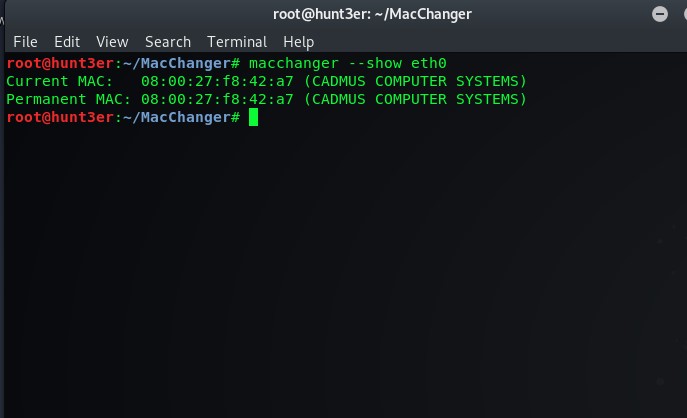 root@hunt3er: ~/MacChanger
File Edit View Search Terminal Help
root@hunt3er:~/MacChanger# macchanger --show eth0
Current MAC:   08:00:27:f8:42:a7 (CADMUS COMPUTER SYSTEMS)
Permanent MAC: 08:00:27:f8:42:a7 (CADMUS COMPUTER SYSTEMS)
root@hunt3er:~/MacChanger#